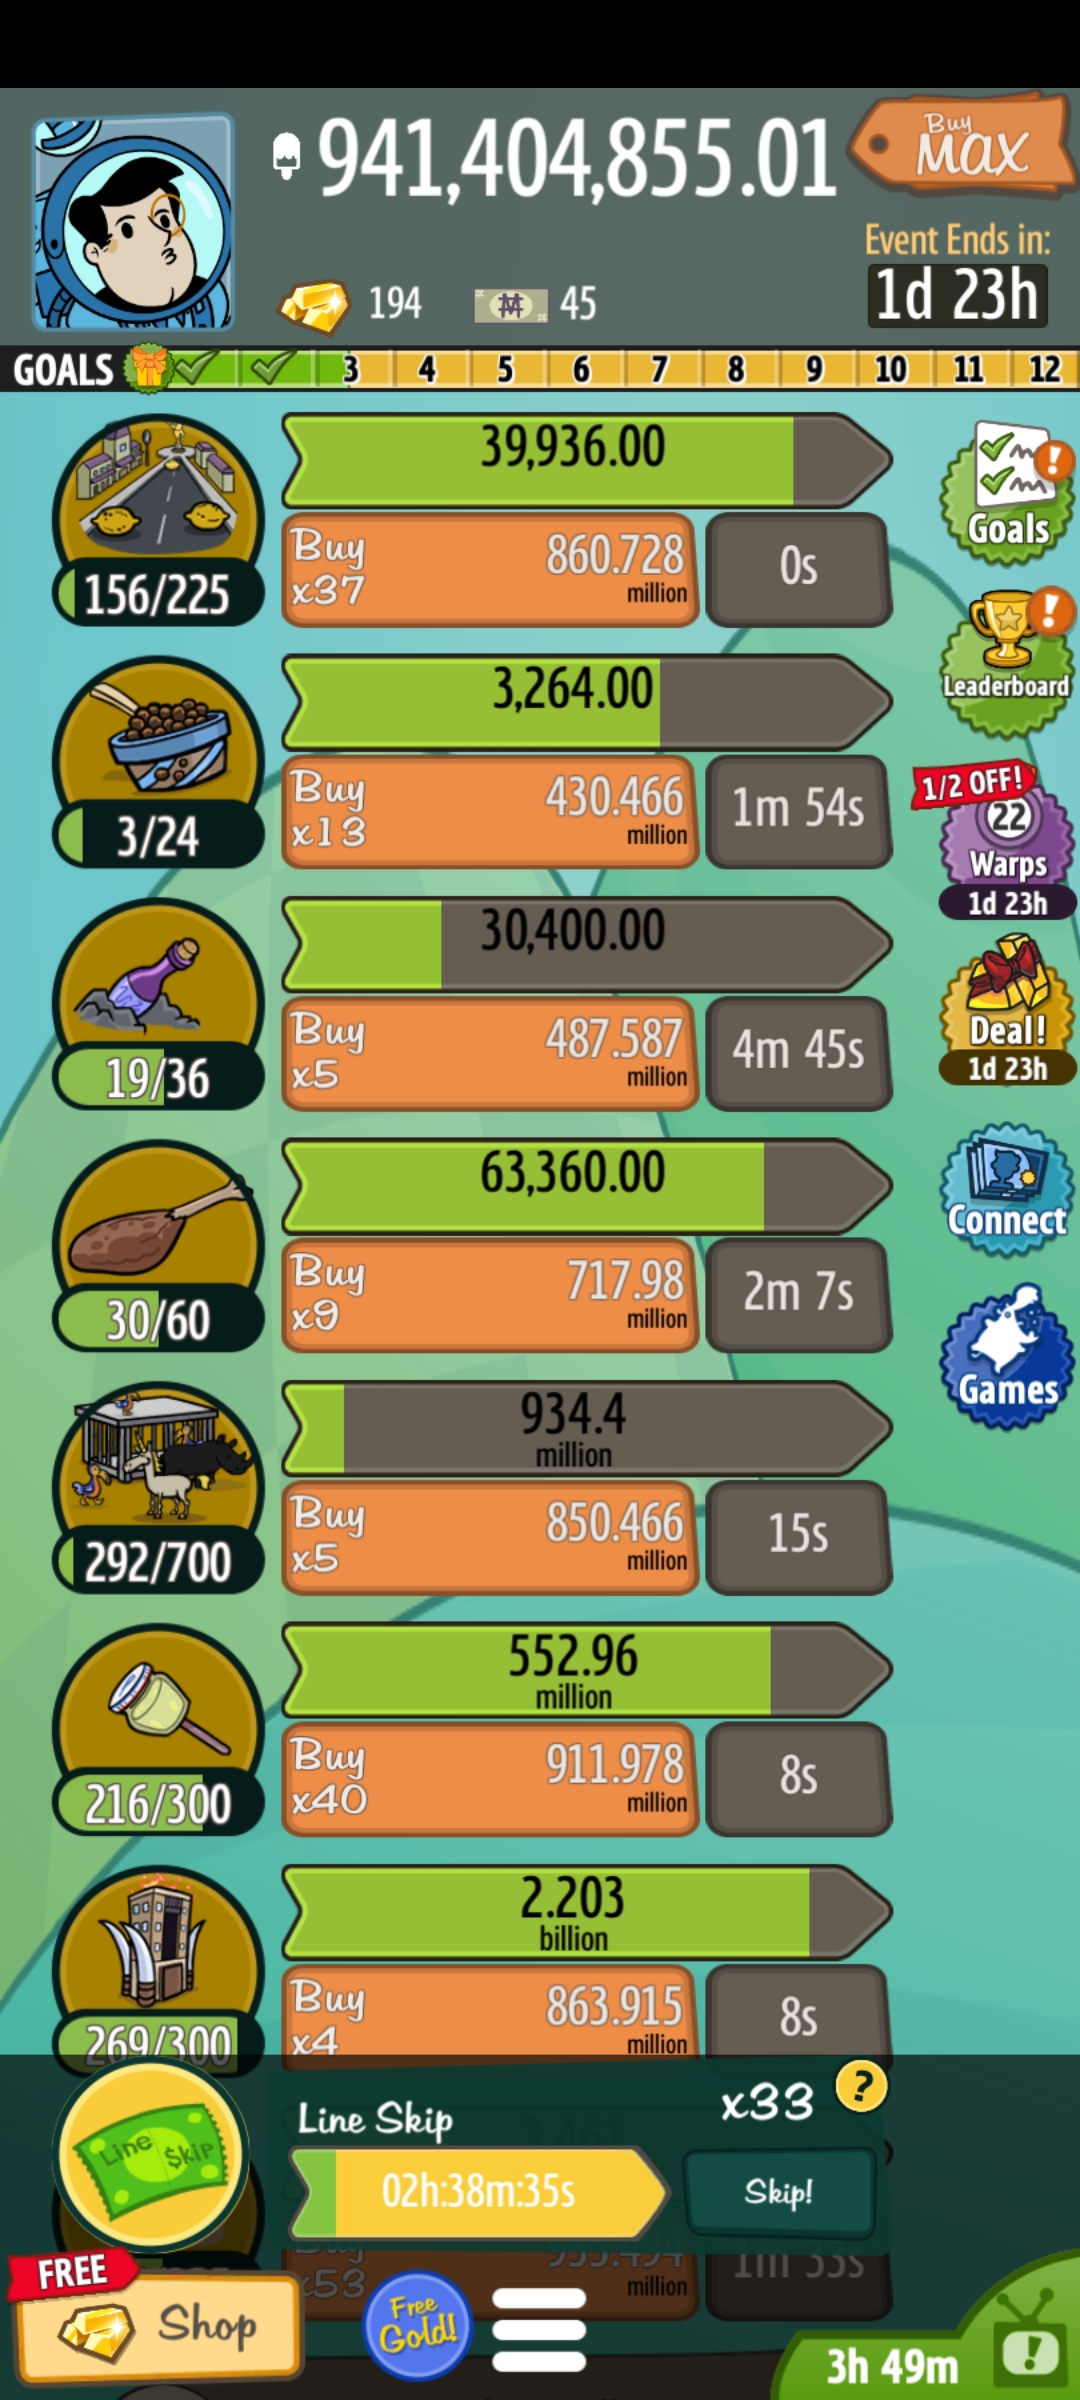 941,404,855.01
Buy
MAX
Event Ends in:
1d 23h
194
45
GOALS 3 4 5 6 7 8 9 10 11 12
39,936.00
Buy
x37
860.728
million
0s
156/225
Goals
3,264.00
Leaderboard
Buy
x13
430.466
million
1m 54s
3/24
1/2 OFF!
22
Warps
1d 23h
30,400.00
Buy
x5
487.587
million
4m 45s
19/36
Deal!
1d 23h
63,360.00
Connect
Buy
x9
717.98
million
2m 7s
30/60
Games
934.4
million
Buy
x5
850.466
million
15s
292/700
552.96
million
Buy
x40
911.978
million
8s
216/300
2.203
billion
Buy
x4
863.915
million
8s
269/300
Line Skip
Line Skip
x33
?
02h:38m:35s
Skip!
Buy
x53
million
1m 33s
FREE
Shop
Free
Gold!
3h 49m